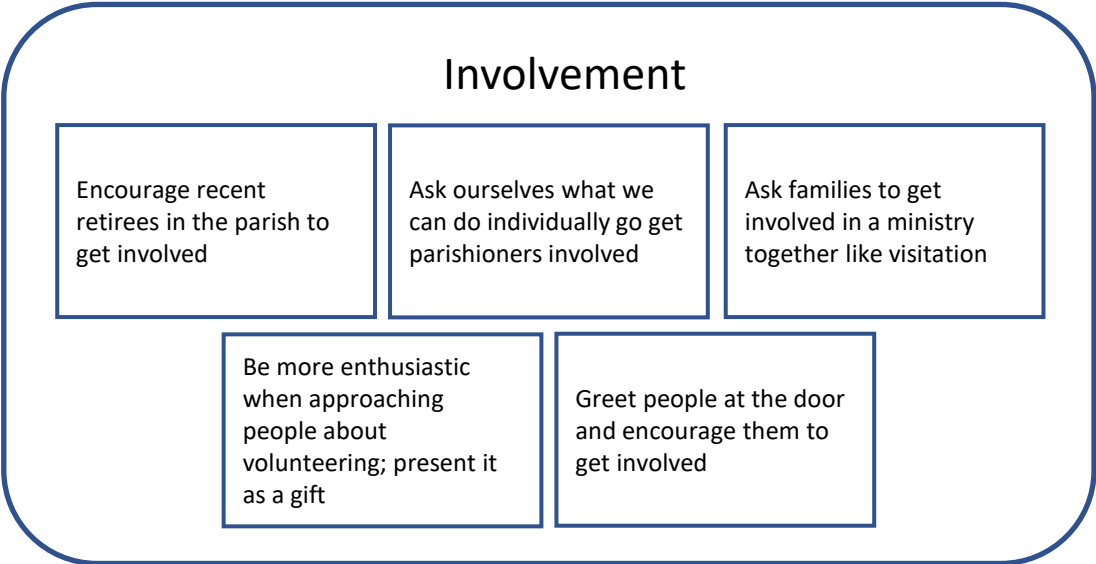 Involvement
Encourage recent
retirees in the parish to
get involved
Ask ourselves what we
can do individually go get
parishioners involved
Ask families to get
involved in a ministry
together like visitation
Be more enthusiastic
when approaching
people about
volunteering; present it
as a gift
Greet people at the door
and encourage them to
get involved